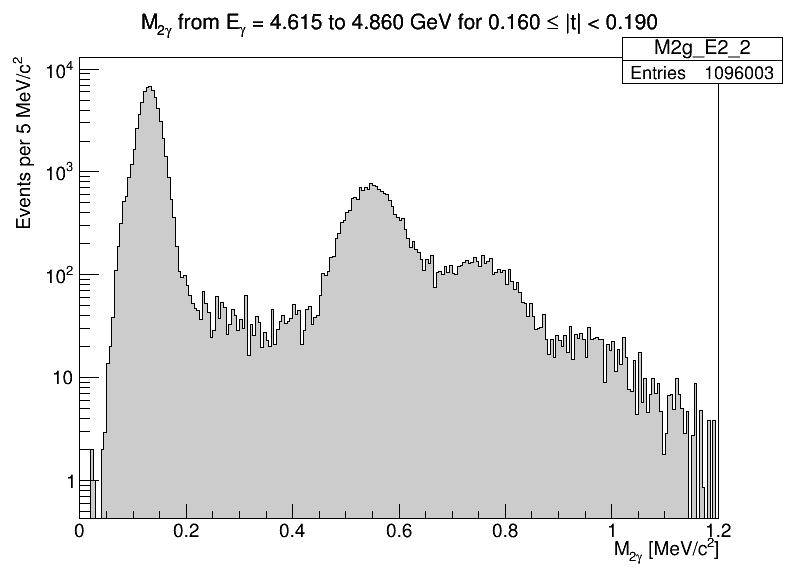 M2γ from Eγ = 4.615 to 4.860 GeV for 0.160 ≤ |t| < 0.190
M2g_E2_2
Entries 1096003
Events per 5 MeV/c²
10⁴
10³
10²
10
1
0 0.2 0.4 0.6 0.8 1 1.2
M2γ [MeV/c²]